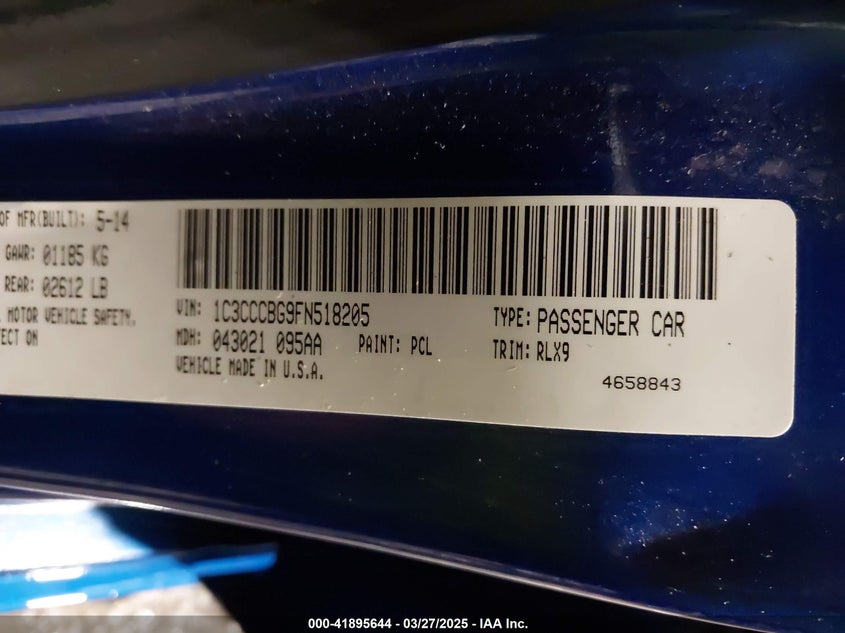 OF MFR(BUILT): 5-14
GAWR: 01185 KG
REAR: 02612 LB
MOTOR VEHICLE SAFETY.
ECT ON
VIN: 1C3CCCBG9FN518205
TYPE: PASSENGER CAR
MDH: 043021 095AA PAINT: PCL
TRIM: RLX9
VEHICLE MADE IN U.S.A.
4658843
000-41895644 - 03/27/2025 - IAA Inc.